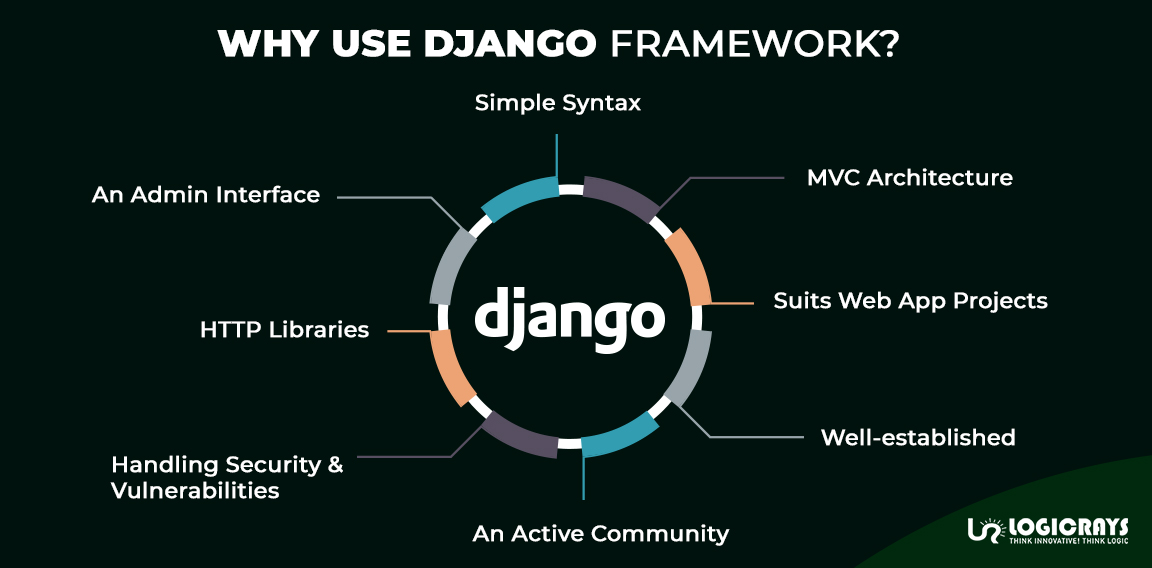 WHY USE DJANGO FRAMEWORK?
Simple Syntax
MVC Architecture
An Admin Interface
Suits Web App Projects
HTTP Libraries
django
Well-established
Handling Security &
Vulnerabilities
An Active Community
LOGICRAYS
THINK INNOVATIVE! THINK LOGIC